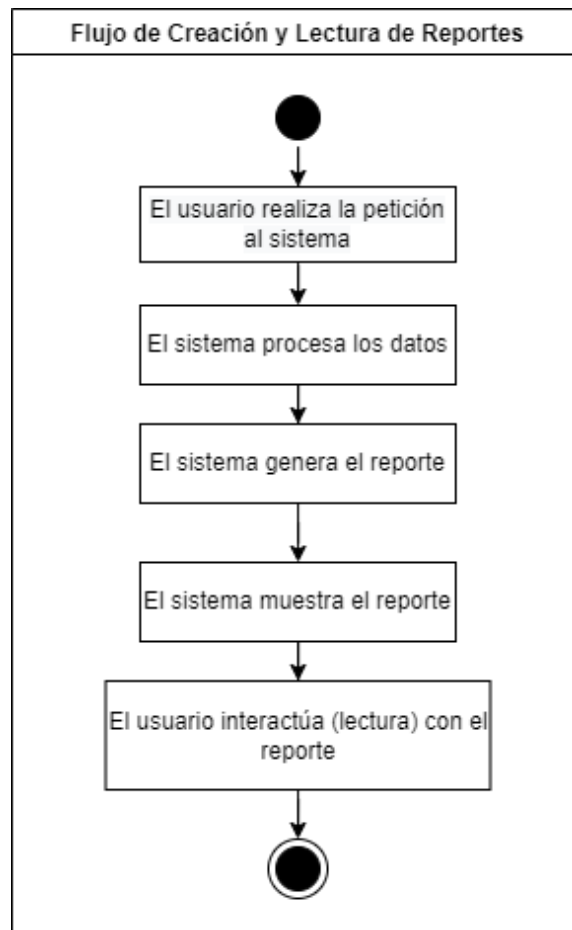 Flujo de Creación y Lectura de Reportes
El usuario realiza la petición
al sistema
El sistema procesa los datos
El sistema genera el reporte
El sistema muestra el reporte
El usuario interactúa (lectura) con el
reporte